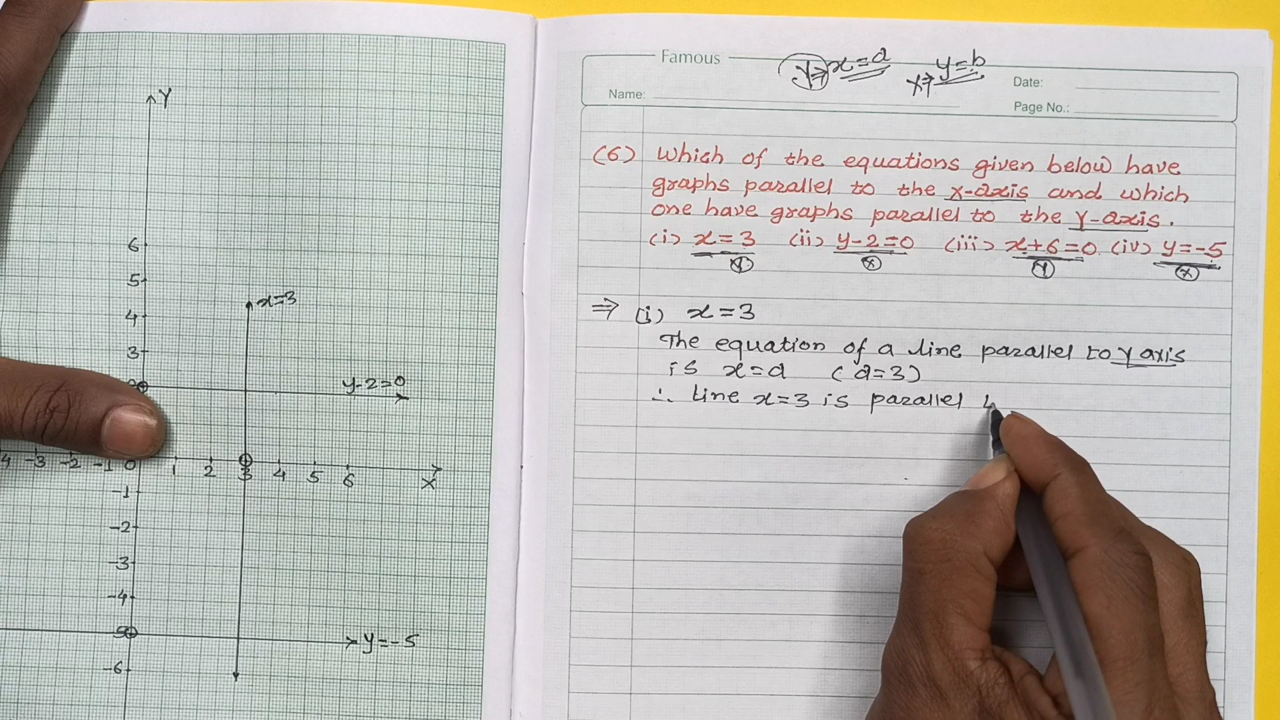 Y
6
5
4
3
x=3
y-2=0
4 -3 -2 -1 0 1 2 3 4 5 6
X
-1
-2
-3
-4
-5
-6
y=-5
Famous
Y⇒ x=a
X⇒ y=b
Name:
Date:
Page No.:
(6) Which of the equations given below have
graphs parallel to the x-axis and which
one have graphs parallel to the Y-axis.
(i) x=3 (ii) y-2=0 (iii) x+6=0 (iv) y=-5
Y X Y X
⇒ (i) x=3
The equation of a line parallel to Y axis
is x=a (a=3)
∴ Line x=3 is parallel